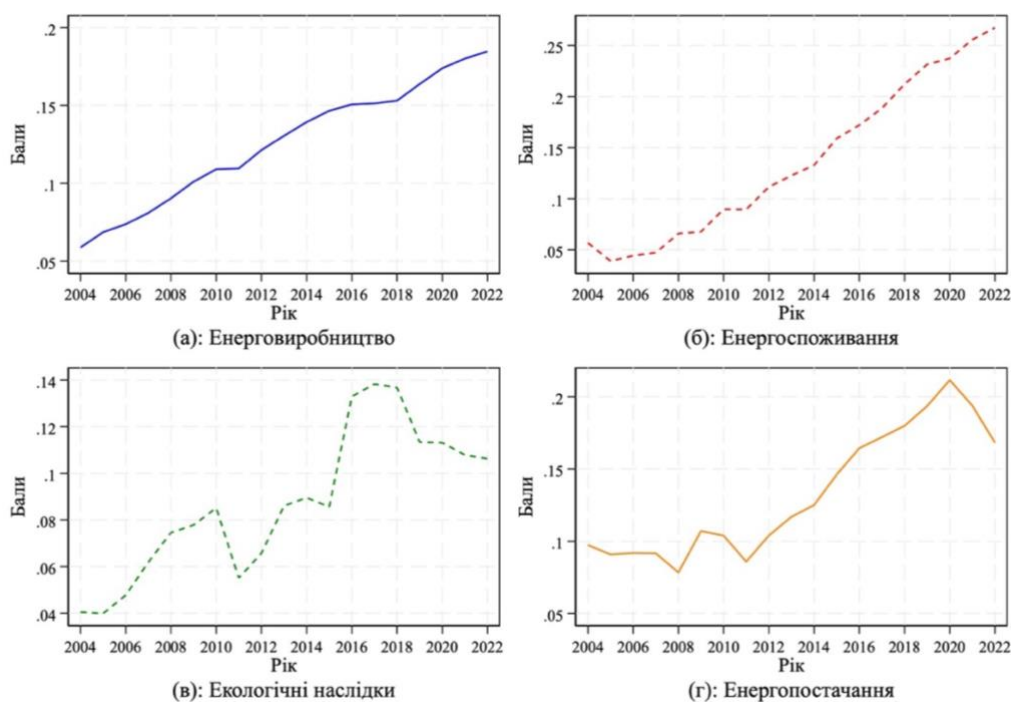 .2
.15
.1
.05
Бали
2004 2006 2008 2010 2012 2014 2016 2018 2020 2022
Рік
(а): Енерговиробництво
.25
.2
.15
.1
.05
Бали
2004 2006 2008 2010 2012 2014 2016 2018 2020 2022
Рік
(б): Енергоспоживання
.14
.12
.1
.08
.06
.04
Бали
2004 2006 2008 2010 2012 2014 2016 2018 2020 2022
Рік
(в): Екологічні наслідки
.2
.15
.1
.05
Бали
2004 2006 2008 2010 2012 2014 2016 2018 2020 2022
Рік
(г): Енергопостачання